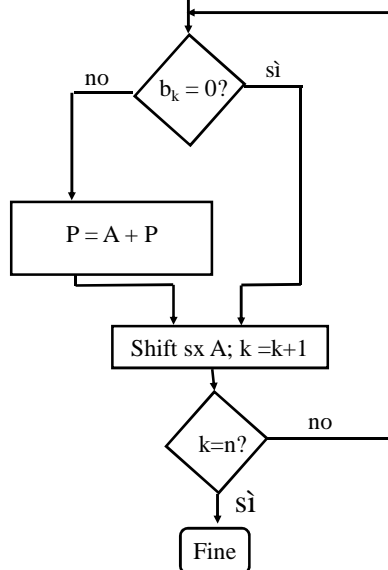 no
b_k = 0?
sì
P = A + P
Shift sx A; k =k+1
k=n?
no
sì
Fine